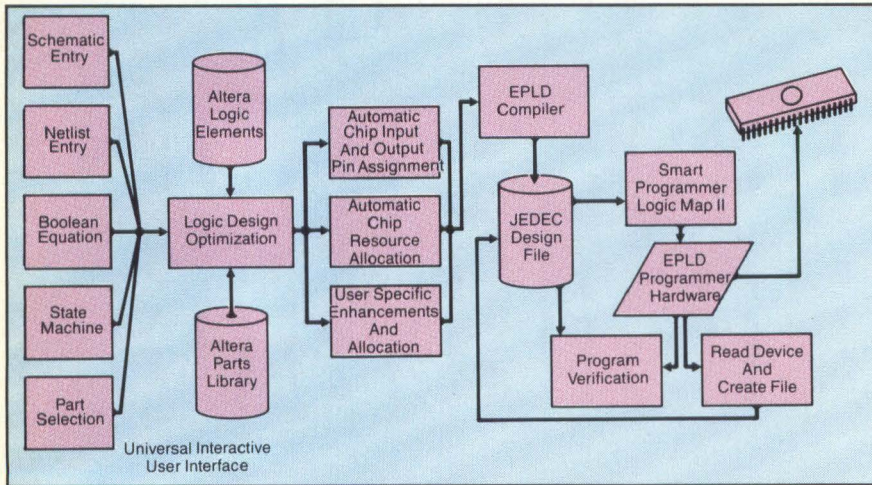 Schematic
Entry
Netlist
Entry
Boolean
Equation
State
Machine
Part
Selection
Universal Interactive
User Interface
Altera
Logic
Elements
Logic Design
Optimization
Altera
Parts
Library
Automatic
Chip Input
And Output
Pin Assignment
Automatic
Chip
Resource
Allocation
User Specific
Enhancements
And
Allocation
EPLD
Compiler
JEDEC
Design
File
Smart
Programmer
Logic Map II
EPLD
Programmer
Hardware
Program
Verification
Read Device
And
Create File